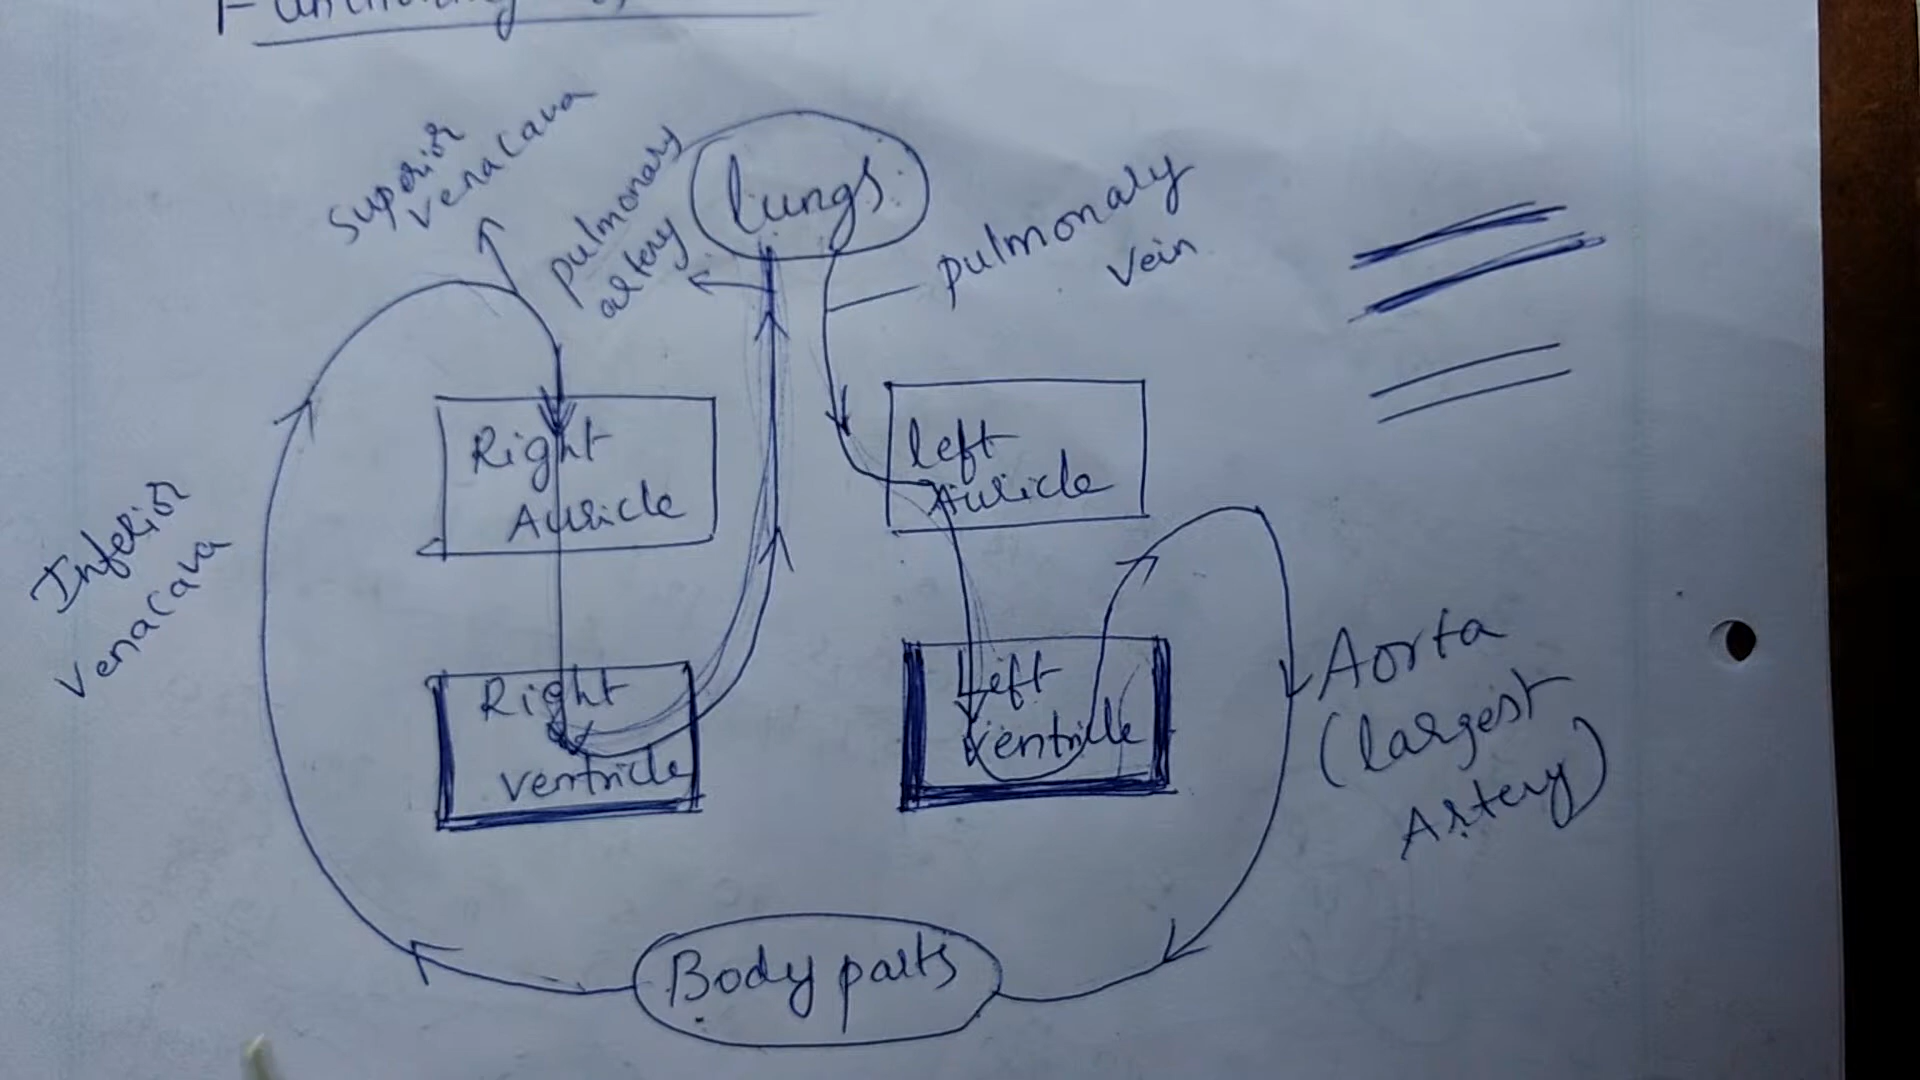 Superior
venacava
pulmonary
artery
lungs
pulmonary
vein
Right
Auricle
left
Auricle
Inferior
venacava
Right
ventricle
Left
ventricle
Aorta
(largest
Artery)
Body parts